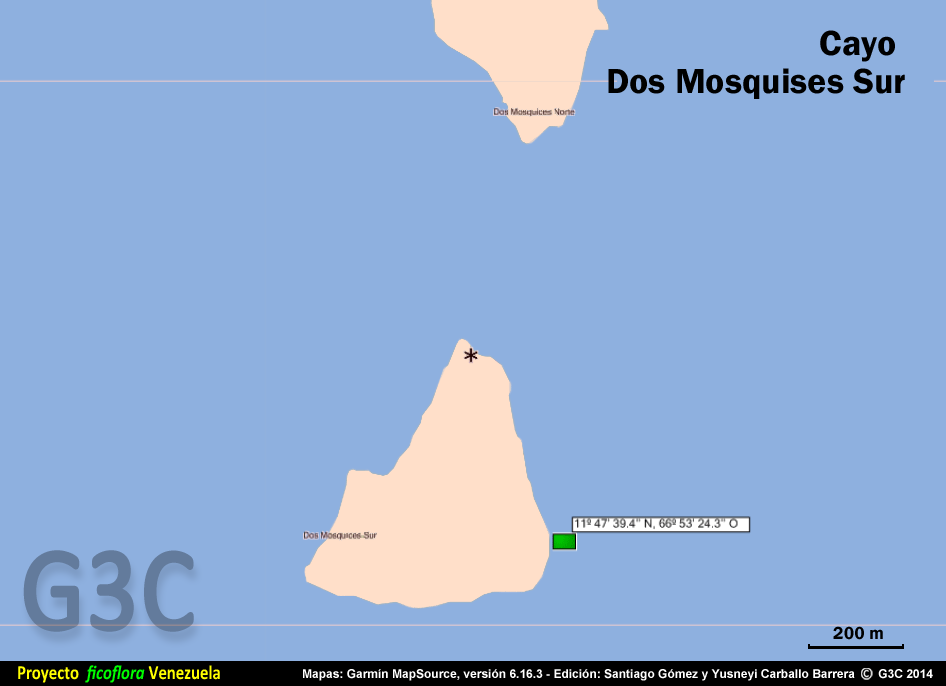 Cayo
Dos Mosquises Sur
Dos Mosquices Norte
*
11º 47' 39.4'' N, 66º 53' 24.3'' O
Dos Mosquices Sur
G3C
200 m
Proyecto ficoflora Venezuela
Mapas: Garmin MapSource, versión 6.16.3 - Edición: Santiago Gómez y Yusneyi Carballo Barrera © G3C 2014